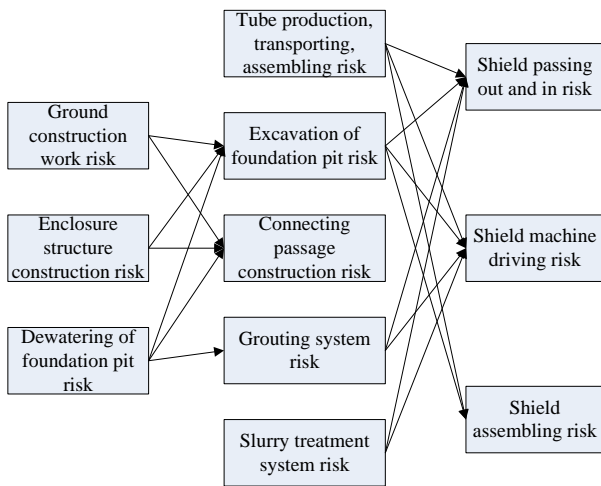 Tube production,
transporting,
assembling risk
Shield passing
out and in risk
Ground
construction
work risk
Excavation of
foundation pit risk
Enclosure
structure
construction risk
Connecting
passage
construction risk
Shield machine
driving risk
Dewatering of
foundation pit
risk
Grouting system
risk
Shield
assembling risk
Slurry treatment
system risk